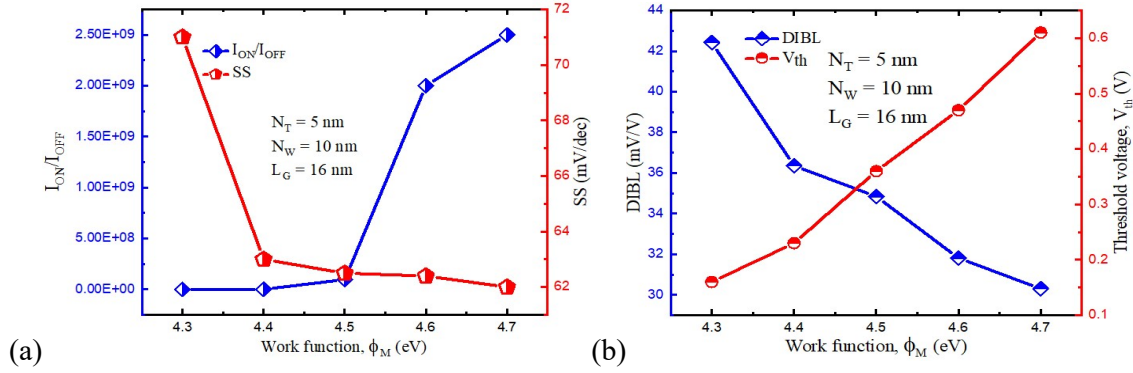 2.50E+09
2.00E+09
1.50E+09
1.00E+09
5.00E+08
0.00E+00
I_ON/I_OFF
I_ON/I_OFF
SS
N_T = 5 nm
N_W = 10 nm
L_G = 16 nm
72
71
70
69
68
67
66
65
64
63
62
SS (mV/dec)
4.3 4.4 4.5 4.6 4.7
Work function, ϕ_M (eV)
(a)
44
42
40
38
36
34
32
30
DIBL (mV/V)
DIBL
V_th
N_T = 5 nm
N_W = 10 nm
L_G = 16 nm
0.6
0.5
0.4
0.3
0.2
0.1
Threshold voltage, V_th (V)
4.3 4.4 4.5 4.6 4.7
Work function, ϕ_M (eV)
(b)